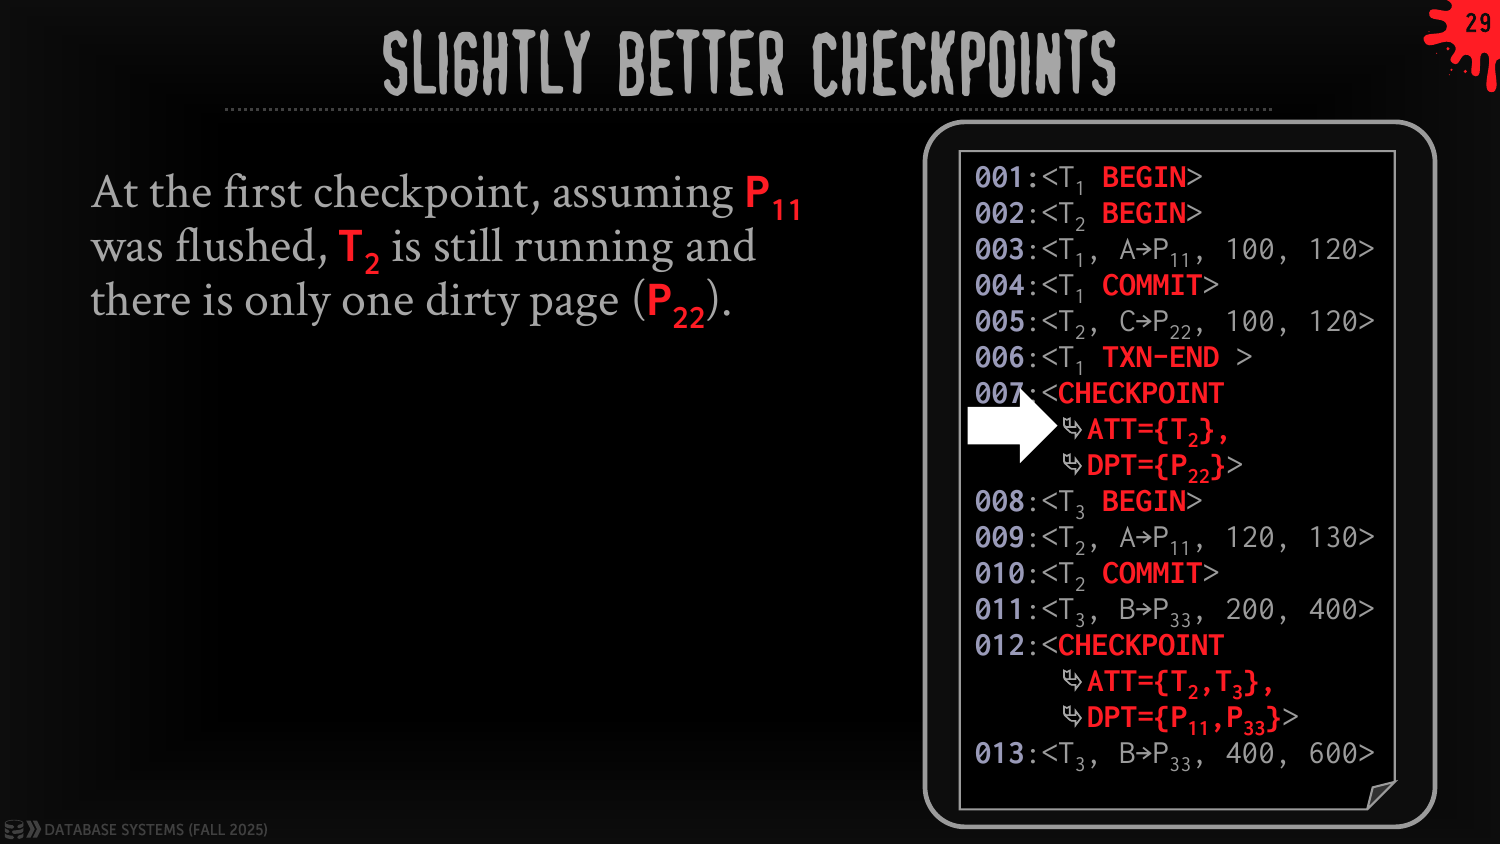 SLIGHTLY BETTER CHECKPOINTS
29
At the first checkpoint, assuming P₁₁
was flushed, T₂ is still running and
there is only one dirty page (P₂₂).
001:<T₁ BEGIN>
002:<T₂ BEGIN>
003:<T₁, A→P₁₁, 100, 120>
004:<T₁ COMMIT>
005:<T₂, C→P₂₂, 100, 120>
006:<T₁ TXN-END >
007:<CHECKPOINT
ATT={T₂},
DPT={P₂₂}>
008:<T₃ BEGIN>
009:<T₂, A→P₁₁, 120, 130>
010:<T₂ COMMIT>
011:<T₃, B→P₃₃, 200, 400>
012:<CHECKPOINT
ATT={T₂,T₃},
DPT={P₁₁,P₃₃}>
013:<T₃, B→P₃₃, 400, 600>
DATABASE SYSTEMS (FALL 2025)